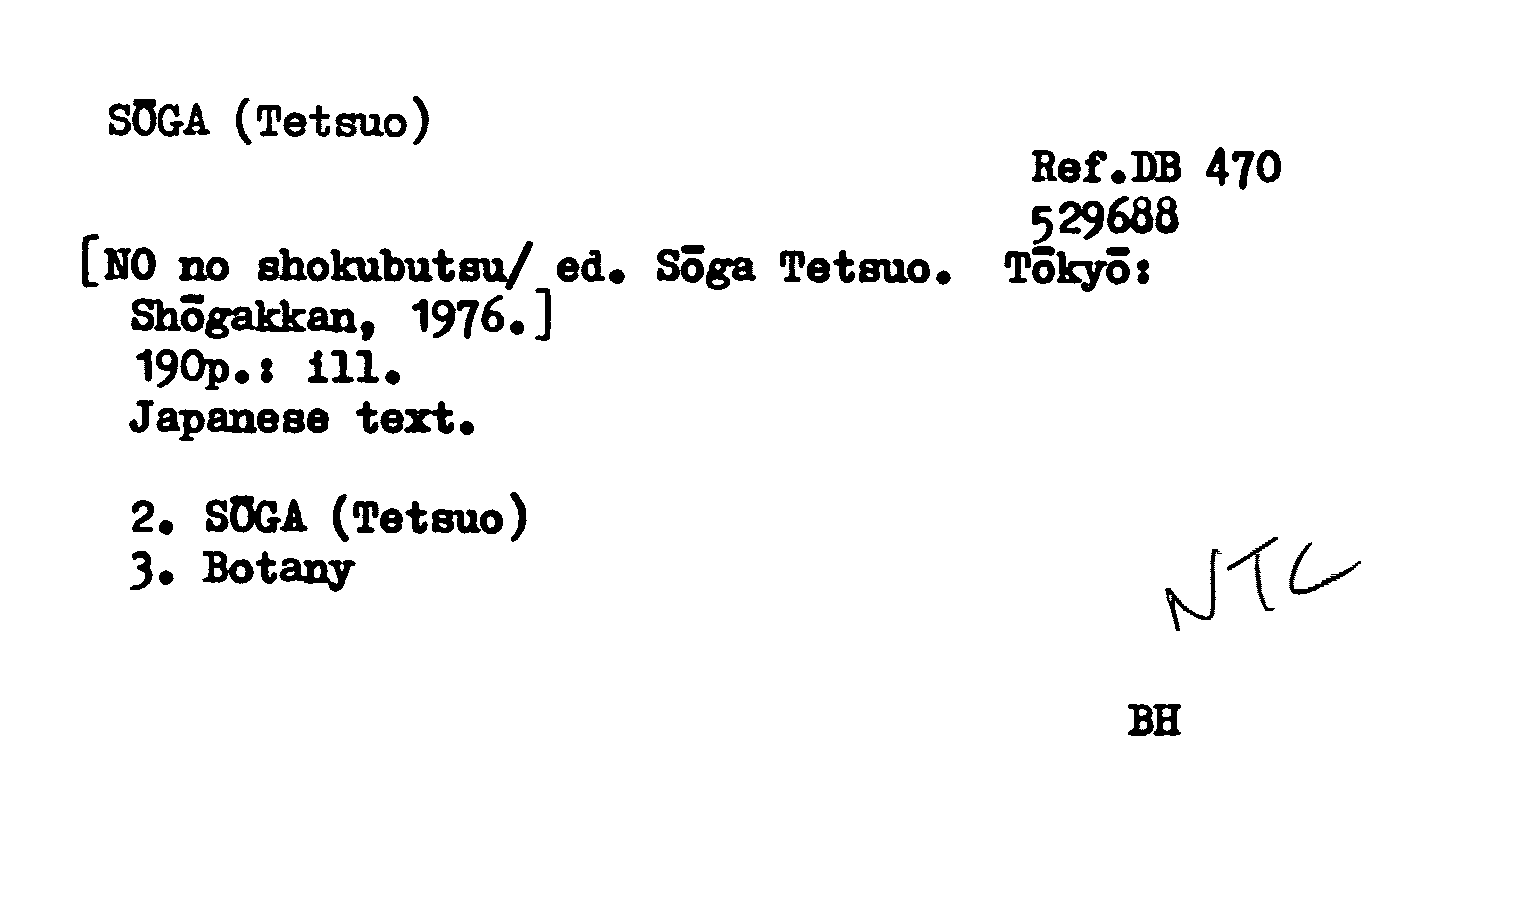 SŌGA (Tetsuo)
Ref.DB 470
529688
[NO no shokubutsu/ ed. Sōga Tetsuo. Tōkyō:
Shōgakkan, 1976.]
190p.: ill.
Japanese text.
2. SŌGA (Tetsuo)
3. Botany
NTC
BH